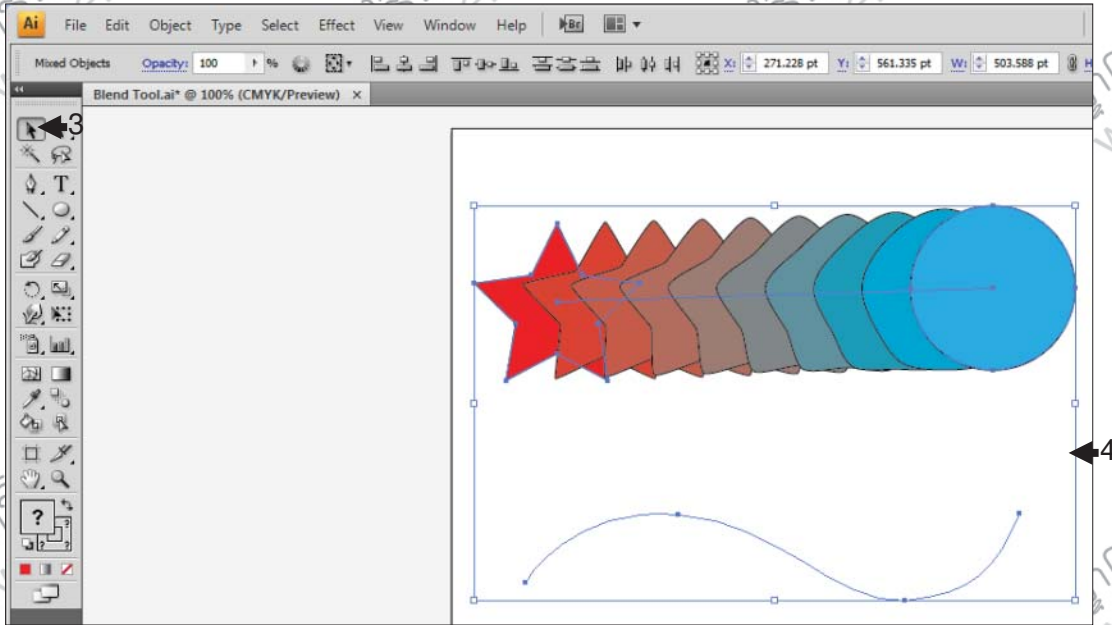 Ai File Edit Object Type Select Effect View Window Help Br
Mixed Objects Opacity: 100 % X: 271.228 pt Y: 561.335 pt W: 503.588 pt H
Blend Tool.ai* @ 100% (CMYK/Preview) ×
3
T
4
?
? ?
?